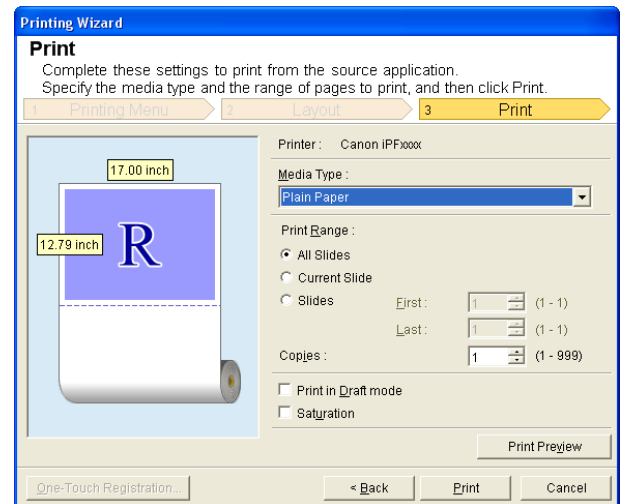 Printing Wizard
Print
Complete these settings to print from the source application.
Specify the media type and the range of pages to print, and then click Print.
1 Printing Menu 2 Layout 3 Print
Printer : Canon iPFxxxx
17.00 inch
Media Type :
Plain Paper
12.79 inch
R
Print Range :
All Slides
Current Slide
Slides First : 1 (1 - 1)
Last : 1 (1 - 1)
Copies : 1 (1 - 999)
Print in Draft mode
Saturation
Print Preview
One-Touch Registration... < Back Print Cancel